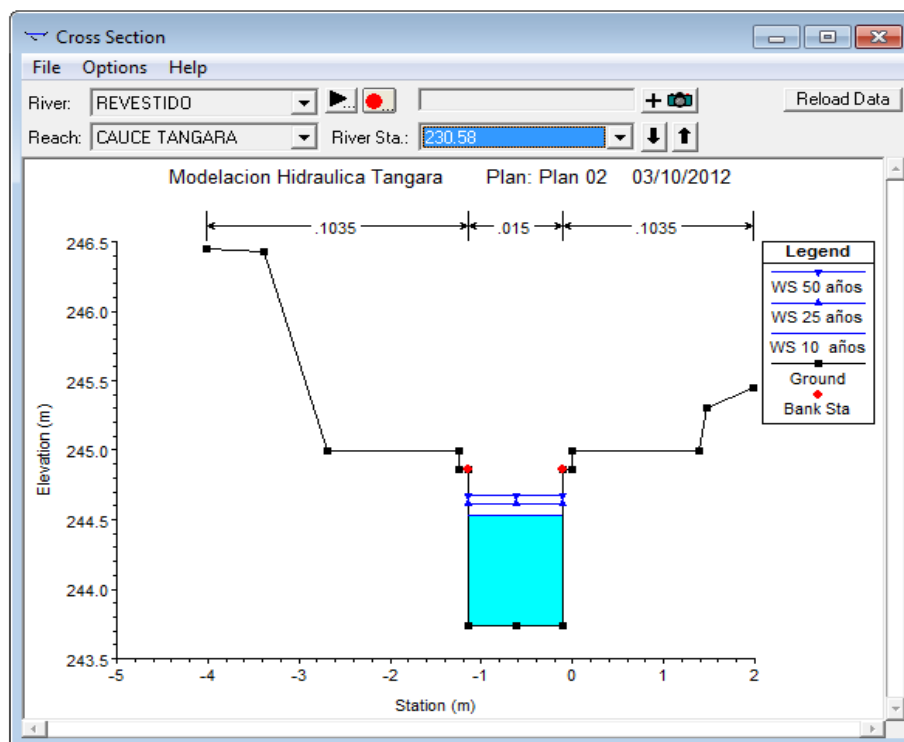 Cross Section
File Options Help
River: REVESTIDO
Reload Data
Reach: CAUCE TANGARA River Sta.: 230.58
Modelacion Hidraulica Tangara Plan: Plan 02 03/10/2012
.1035 .015 .1035
Legend
WS 50 años
WS 25 años
WS 10 años
Ground
Bank Sta
246.5
246.0
245.5
245.0
244.5
244.0
243.5
Elevation (m)
-5 -4 -3 -2 -1 0 1 2
Station (m)